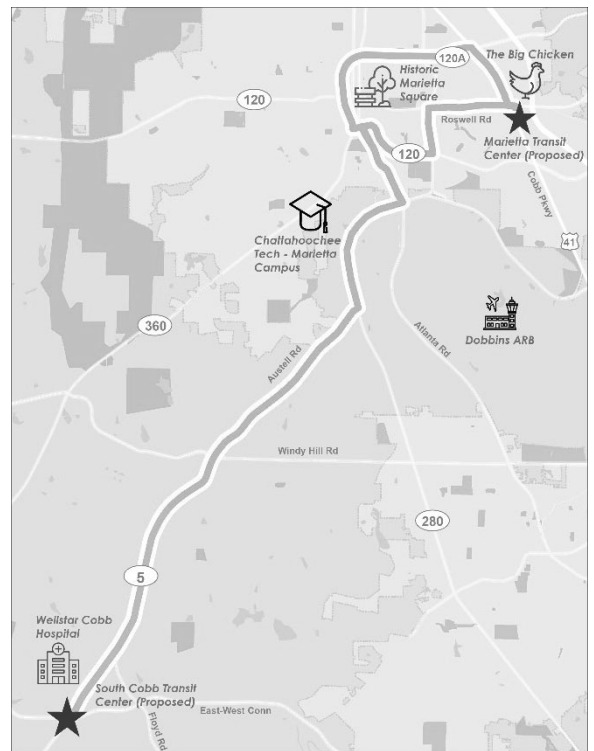 The Big Chicken
120A
Historic
Marietta
Square
120
Roswell Rd
Marietta Transit
Center (Proposed)
120
Cobb Pkwy
Chattahoochee
Tech - Marietta
Campus
41
360
Dobbins ARB
Atlanta Rd
Austell Rd
Windy Hill Rd
280
5
Wellstar Cobb
Hospital
South Cobb Transit
Center (Proposed)
East-West Conn
Floyd Rd